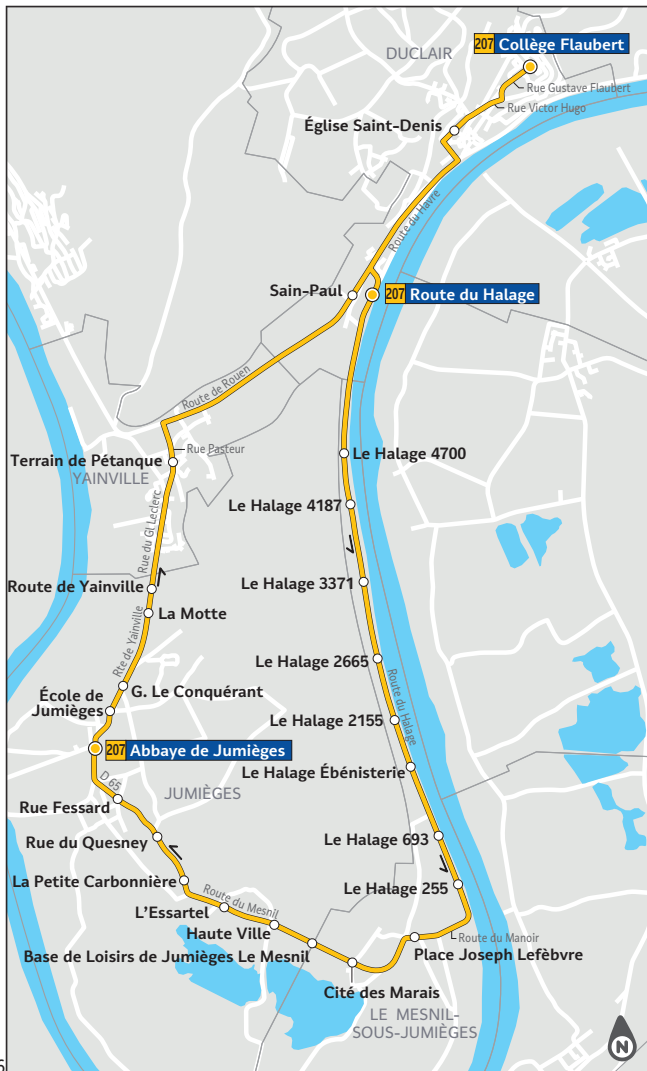 207 Collège Flaubert
DUCLAIR
Rue Gustave Flaubert
Rue Victor Hugo
Église Saint-Denis
Route du Havre
Sain-Paul
207 Route du Halage
Route de Rouen
Rue Pasteur
Terrain de Pétanque
YAINVILLE
Le Halage 4700
Rue du Gl Leclerc
Le Halage 4187
Route de Yainville
Le Halage 3371
La Motte
Rte de Yainville
Le Halage 2665
G. Le Conquérant
École de
Jumièges
Route du Halage
Le Halage 2155
207 Abbaye de Jumièges
Le Halage Ébénisterie
D 65
JUMIÈGES
Rue Fessard
Rue du Quesney
Le Halage 693
La Petite Carbonnière
Le Halage 255
Route du Mesnil
L'Essartel
Haute Ville
Route du Manoir
Base de Loisirs de Jumièges Le Mesnil
Place Joseph Lefèbvre
Cité des Marais
LE MESNIL-
SOUS-JUMIÈGES
N